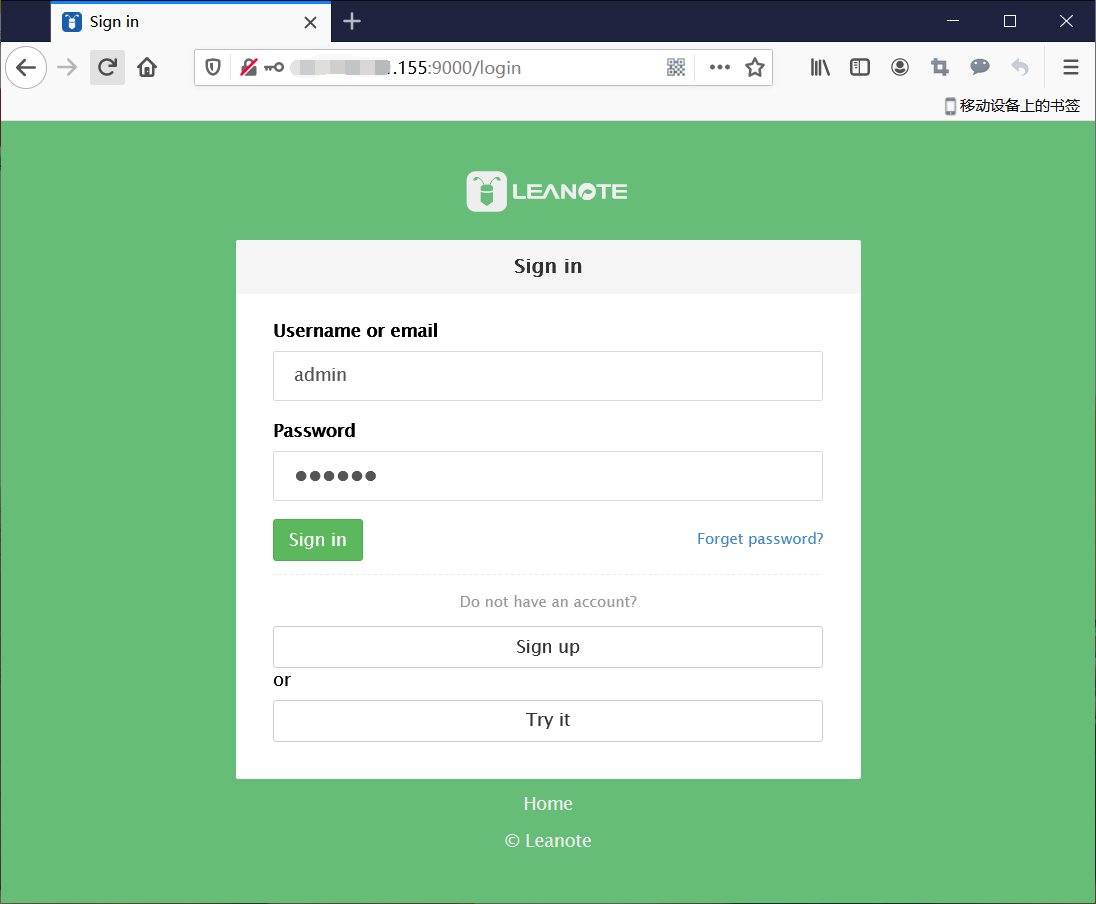 Sign in
.155:9000/login
移动设备上的书签
LEANOTE
Sign in
Username or email
admin
Password
Sign in
Forget password?
Do not have an account?
Sign up
or
Try it
Home
© Leanote